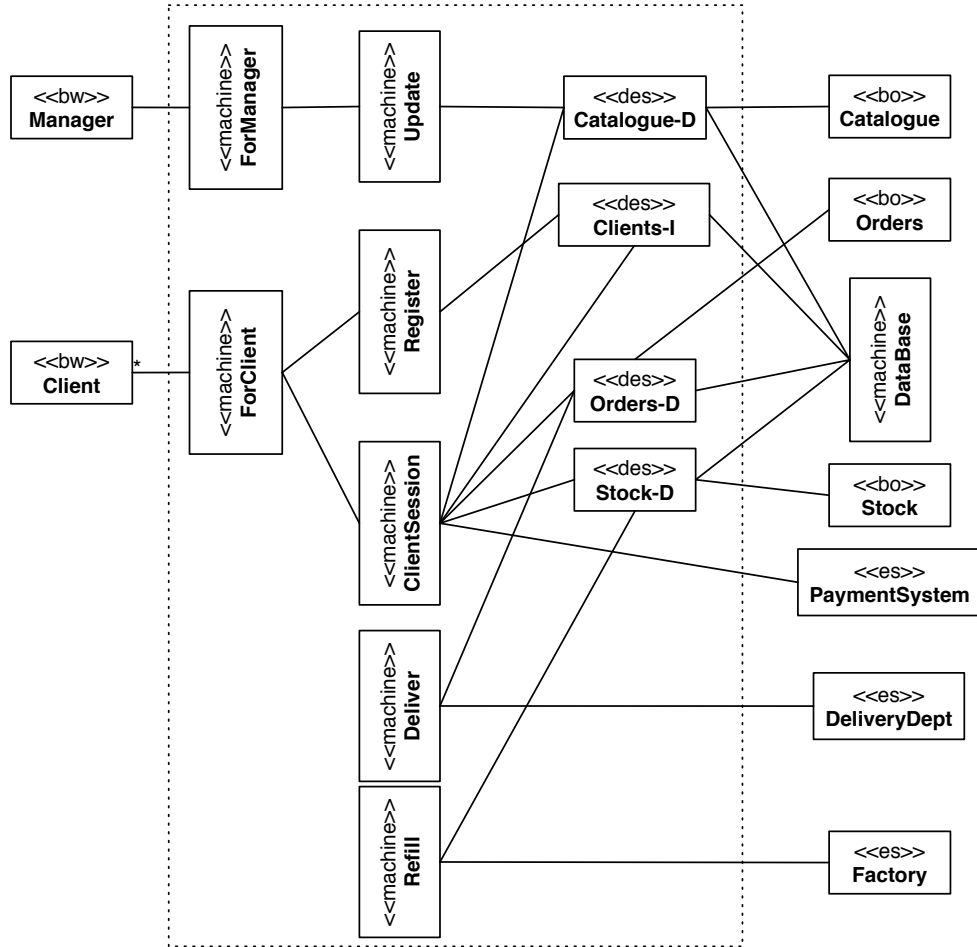 <<bw>>
Manager
<<machine>>
ForManager
<<machine>>
Update
<<des>>
Catalogue-D
<<bo>>
Catalogue
<<des>>
Clients-I
<<bo>>
Orders
<<machine>>
Register
<<bw>>
Client
*
<<machine>>
ForClient
<<des>>
Orders-D
<<machine>>
DataBase
<<machine>>
ClientSession
<<des>>
Stock-D
<<bo>>
Stock
<<es>>
PaymentSystem
<<machine>>
Deliver
<<es>>
DeliveryDept
<<machine>>
Refill
<<es>>
Factory